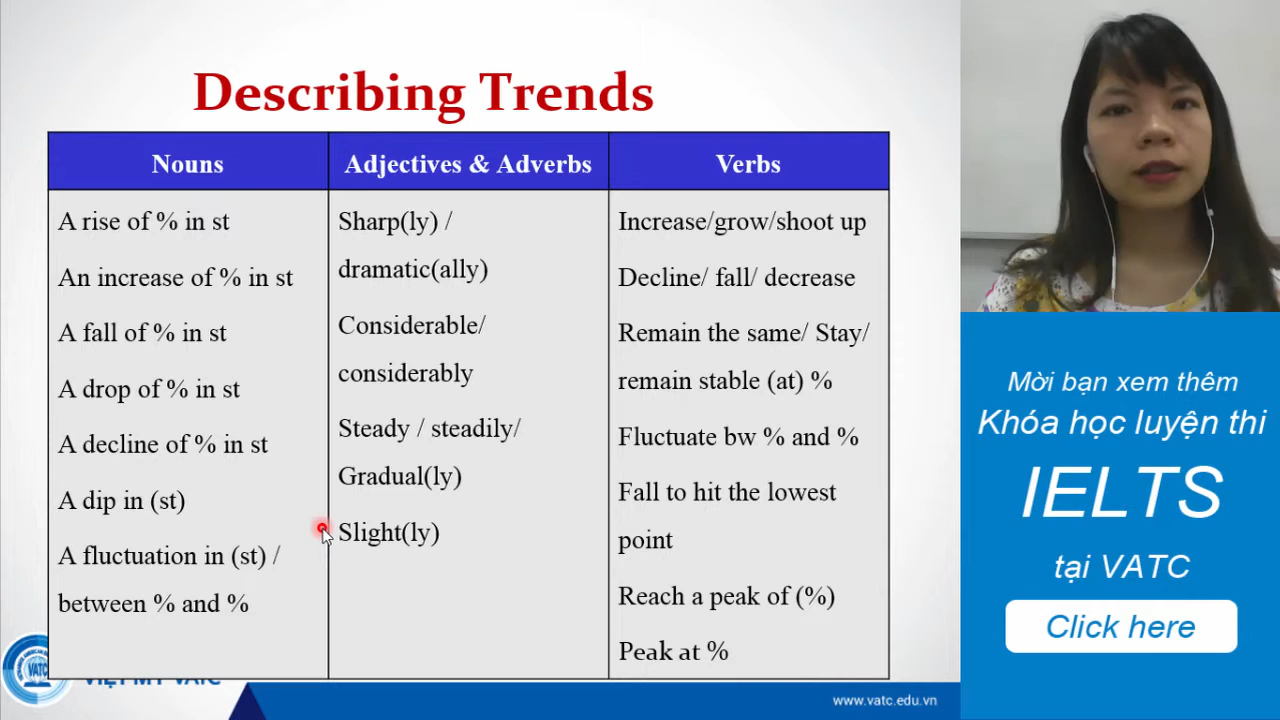 Describing Trends
Nouns
Adjectives & Adverbs
Verbs
A rise of % in st
An increase of % in st
A fall of % in st
A drop of % in st
A decline of % in st
A dip in (st)
A fluctuation in (st) /
between % and %
Sharp(ly) /
dramatic(ally)
Considerable/
considerably
Steady / steadily/
Gradual(ly)
Slight(ly)
Increase/grow/shoot up
Decline/ fall/ decrease
Remain the same/ Stay/
remain stable (at) %
Fluctuate bw % and %
Fall to hit the lowest
point
Reach a peak of (%)
Peak at %
VATC
VIỆT MỸ VATC
www.vatc.edu.vn
Mời bạn xem thêm
Khóa học luyện thi
IELTS
tại VATC
Click here